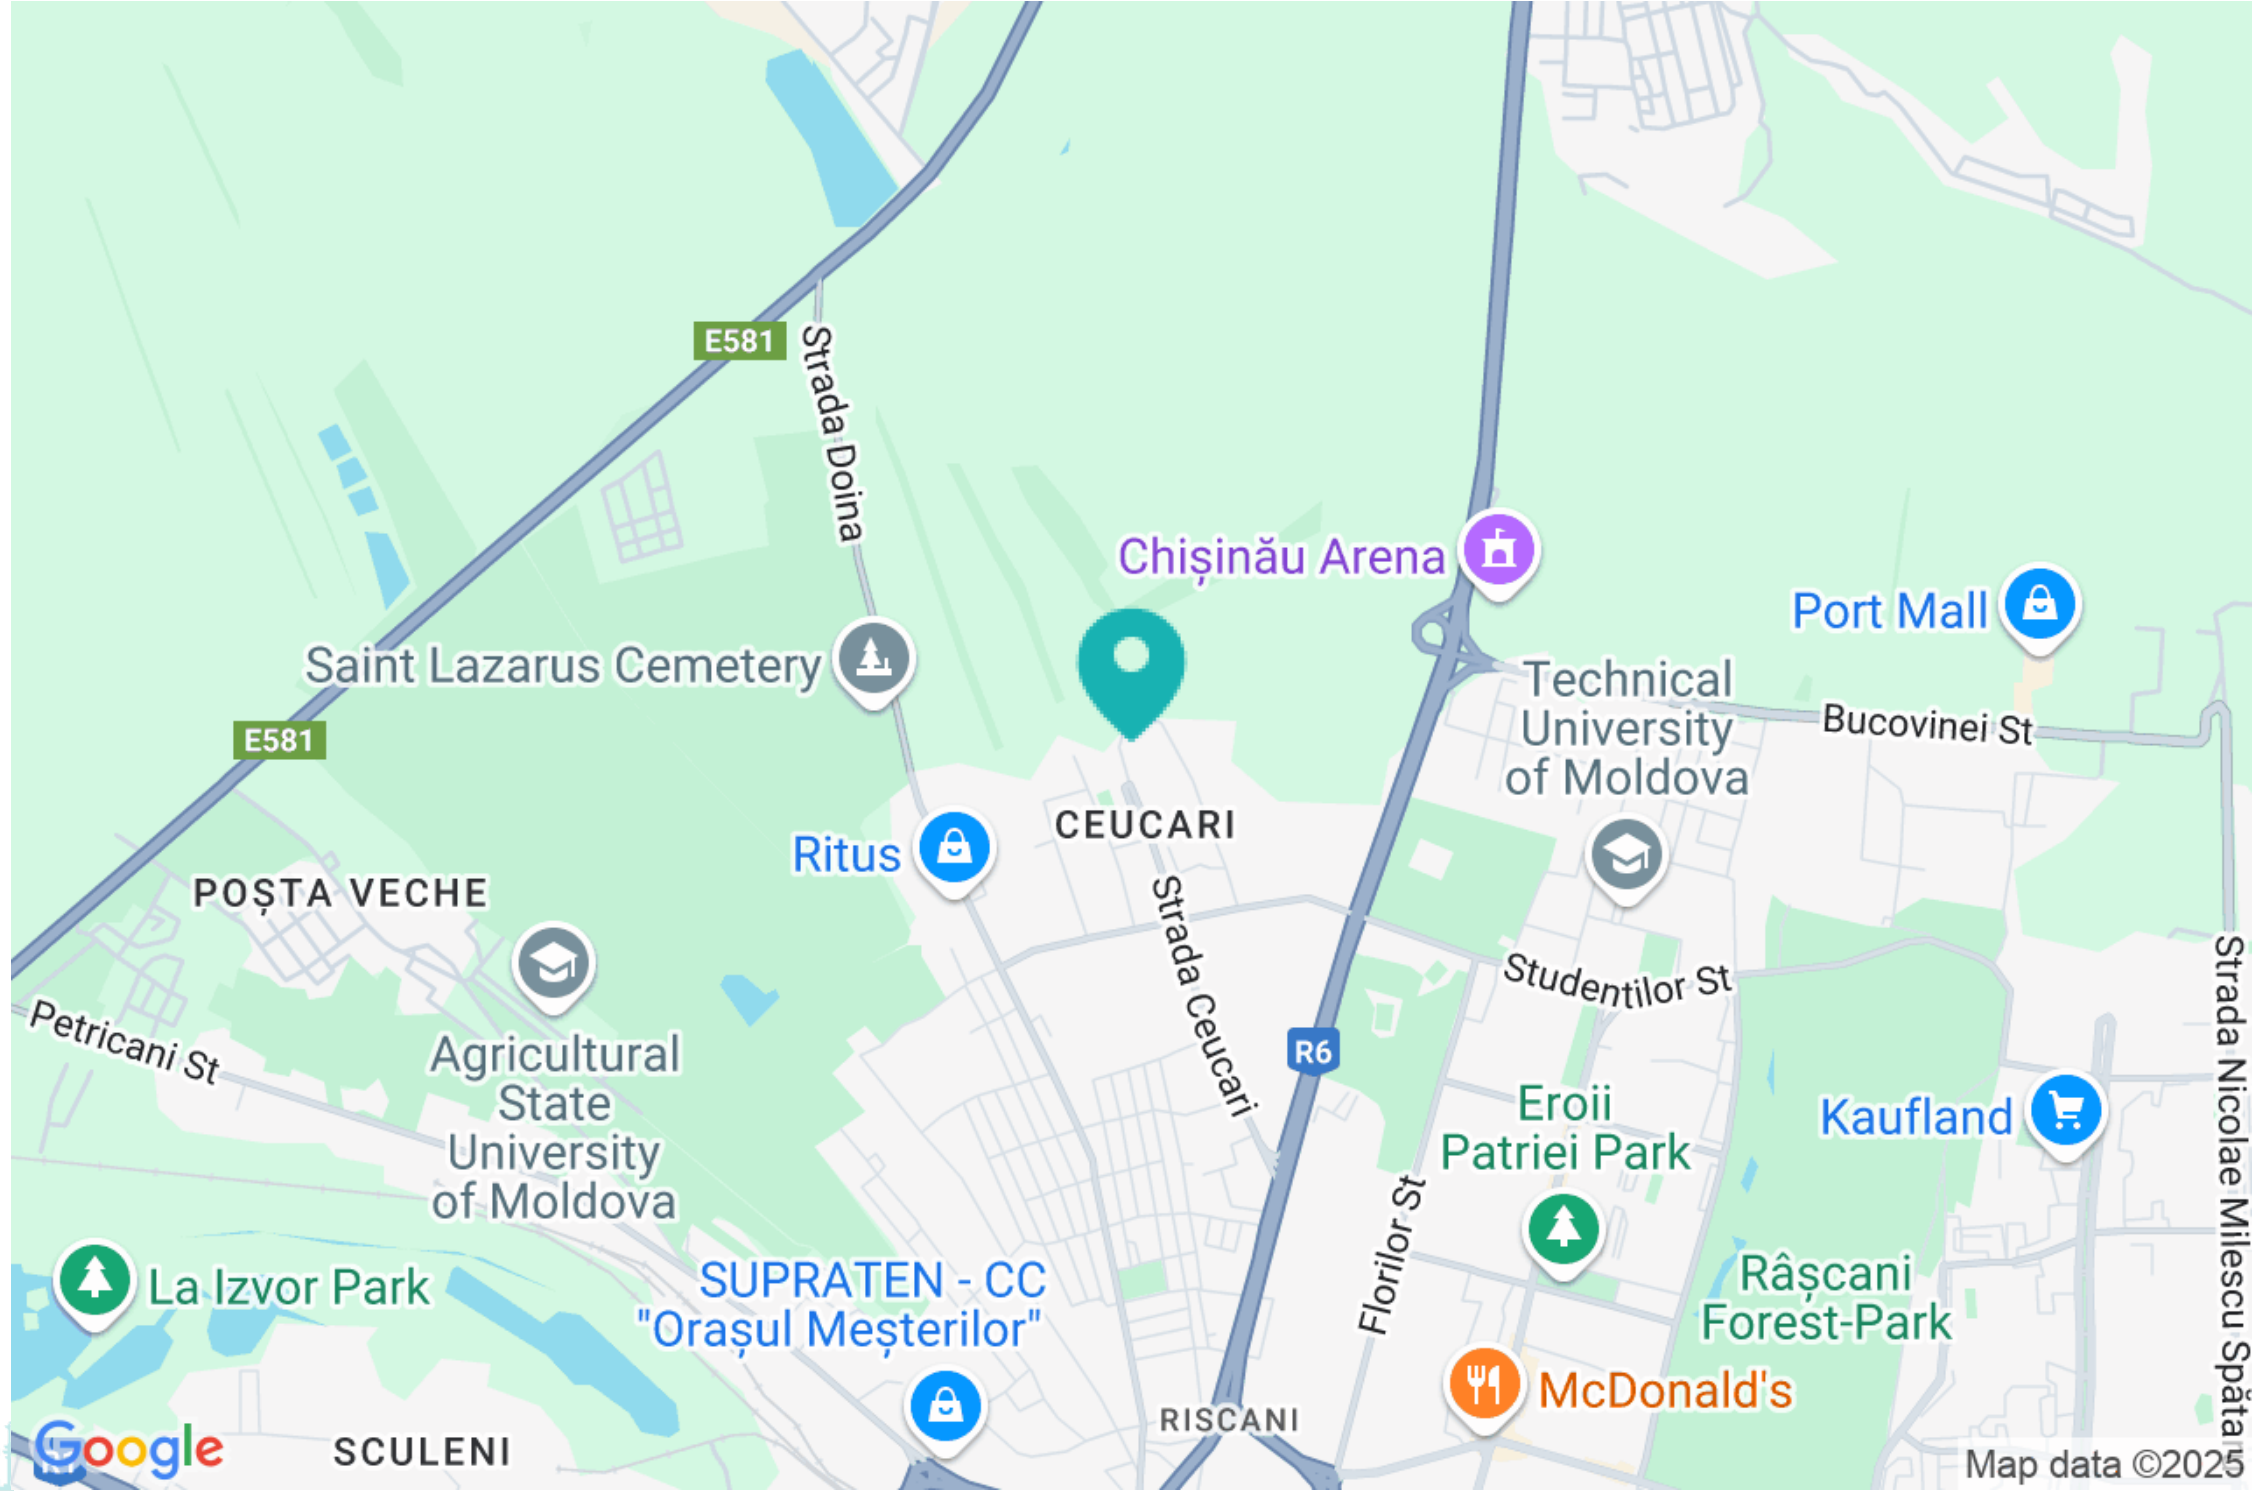 E581
Strada Doina
Chișinău Arena
Port Mall
Saint Lazarus Cemetery
Technical
University
of Moldova
Bucovinei St
E581
CEUCARI
Ritus
POȘTA VECHE
Strada Ceucari
Studentilor St
Strada Nicolae Milescu Spătaru
Petricani St
Agricultural
State
University
of Moldova
R6
Eroii
Patriei Park
Kaufland
Florilor St
La Izvor Park
SUPRATEN - CC
"Orașul Meșterilor"
Râșcani
Forest-Park
McDonald's
RISCANI
Google
SCULENI
Map data ©2025